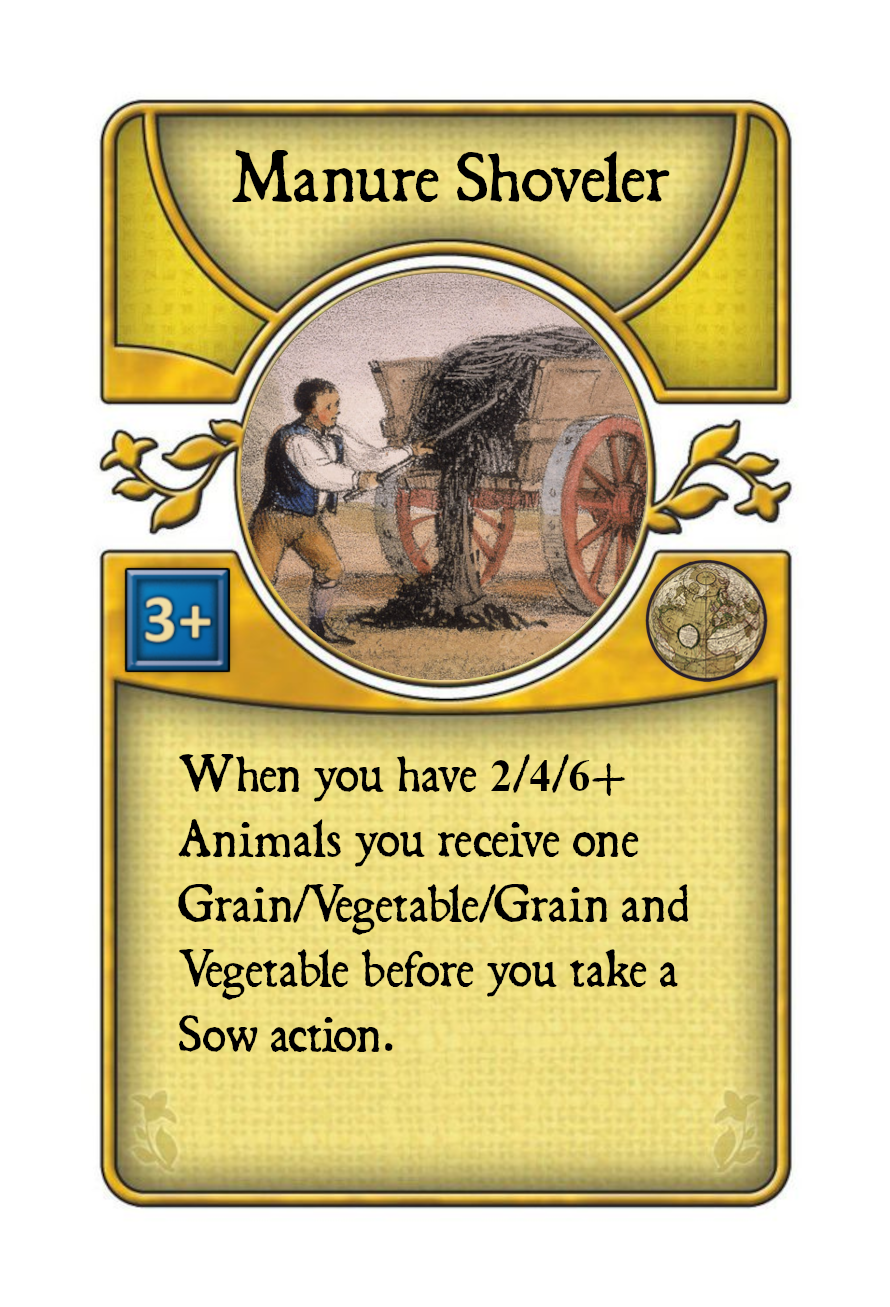 Manure Shoveler
3+
When you have 2/4/6+
Animals you receive one
Grain/Vegetable/Grain and
Vegetable before you take a
Sow action.